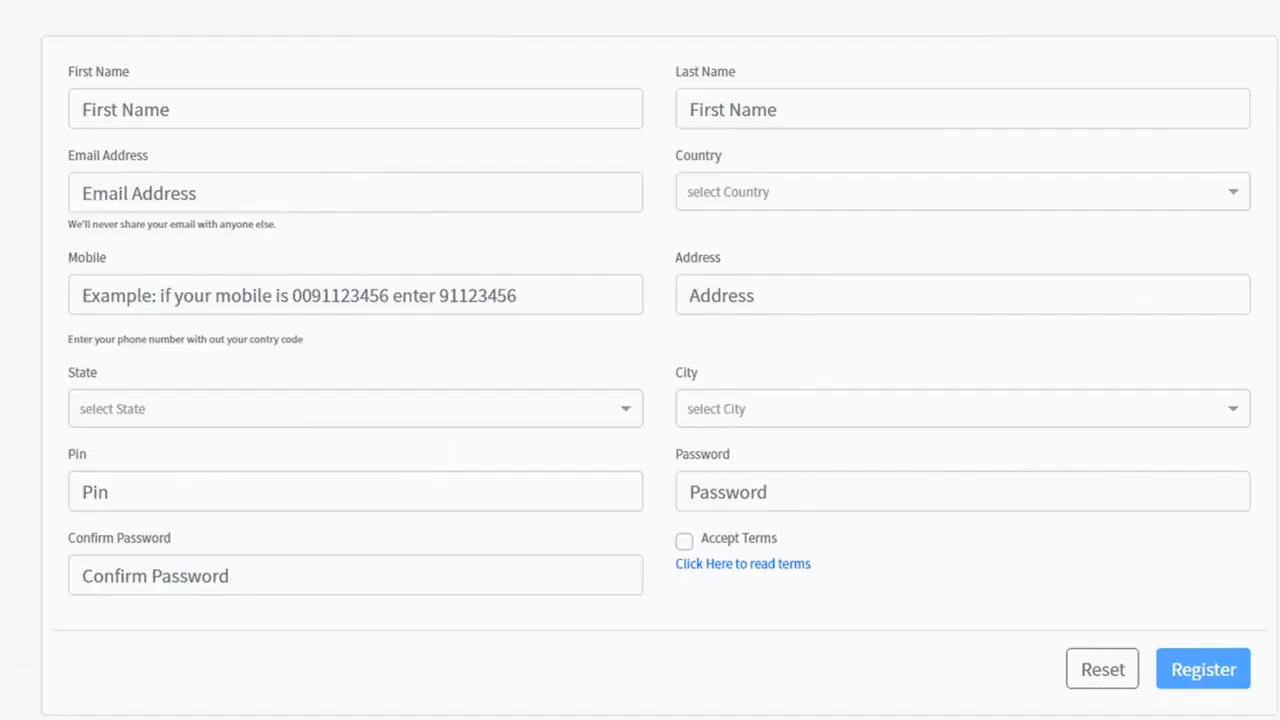 First Name
Last Name
First Name
First Name
Email Address
Country
Email Address
select Country
We'll never share your email with anyone else.
Mobile
Address
Example: if your mobile is 0091123456 enter 91123456
Address
Enter your phone number with out your contry code
State
City
select State
select City
Pin
Password
Pin
Password
Confirm Password
Accept Terms
Click Here to read terms
Confirm Password
Reset
Register